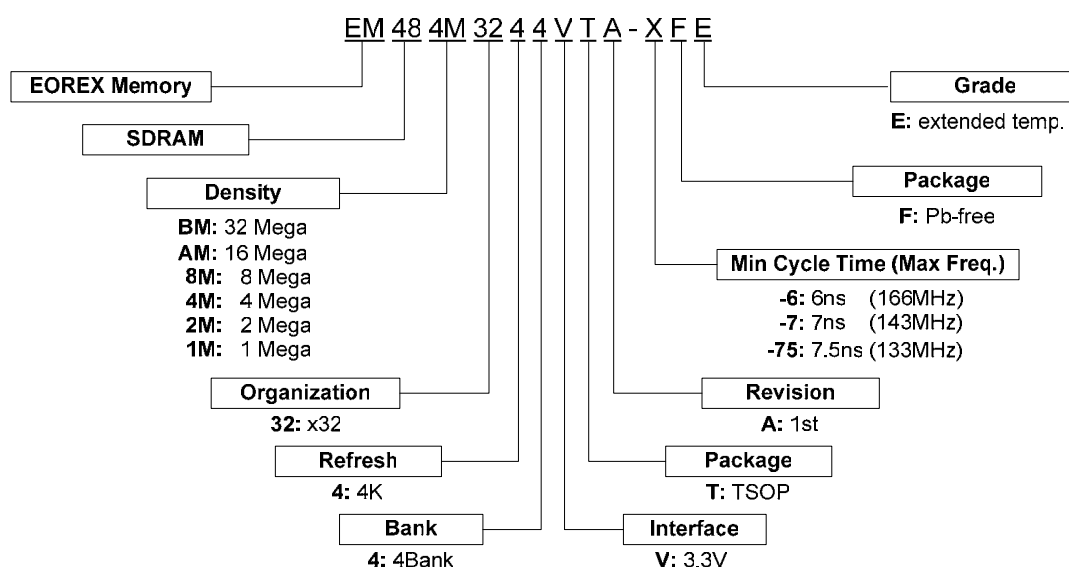 EM 48 4M 32 4 4 V T A - X F E
EOREX Memory
SDRAM
Density
BM: 32 Mega
AM: 16 Mega
8M: 8 Mega
4M: 4 Mega
2M: 2 Mega
1M: 1 Mega
Organization
32: x32
Refresh
4: 4K
Bank
4: 4Bank
Grade
E: extended temp.
Package
F: Pb-free
Min Cycle Time (Max Freq.)
-6: 6ns (166MHz)
-7: 7ns (143MHz)
-75: 7.5ns (133MHz)
Revision
A: 1st
Package
T: TSOP
Interface
V: 3.3V